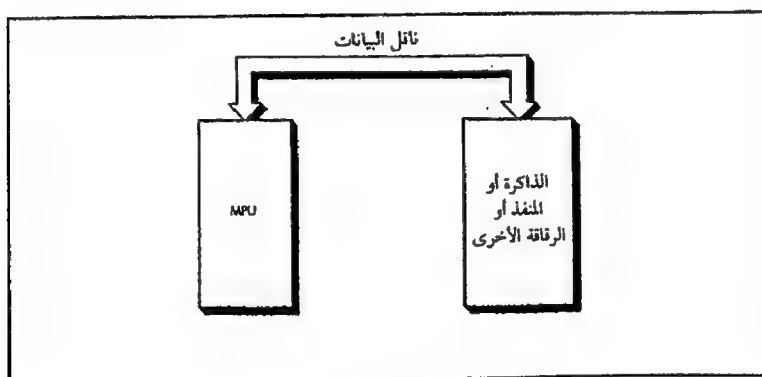 ناقل البيانات
MPU
الذاكرة أو
المنفذ أو
الرقاقة الأخرى